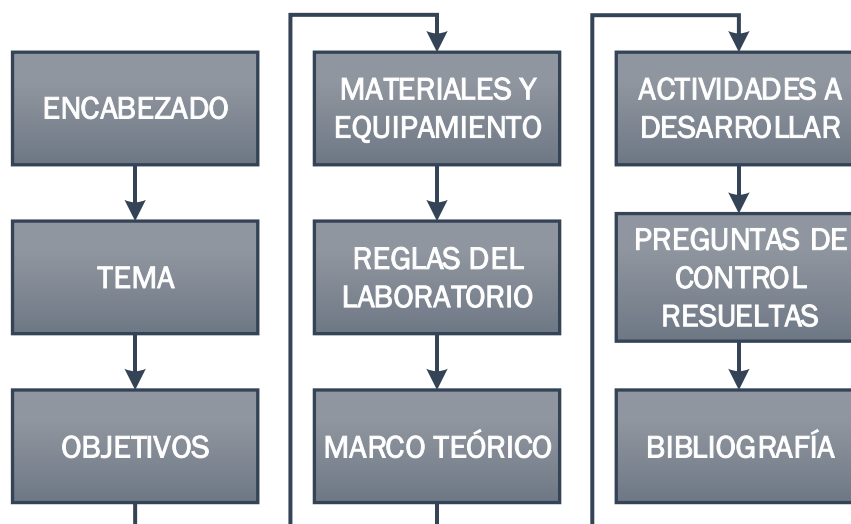 ENCABEZADO
TEMA
OBJETIVOS
MATERIALES Y
EQUIPAMIENTO
REGLAS DEL
LABORATORIO
MARCO TEÓRICO
ACTIVIDADES A
DESARROLLAR
PREGUNTAS DE
CONTROL
RESUELTAS
BIBLIOGRAFÍA